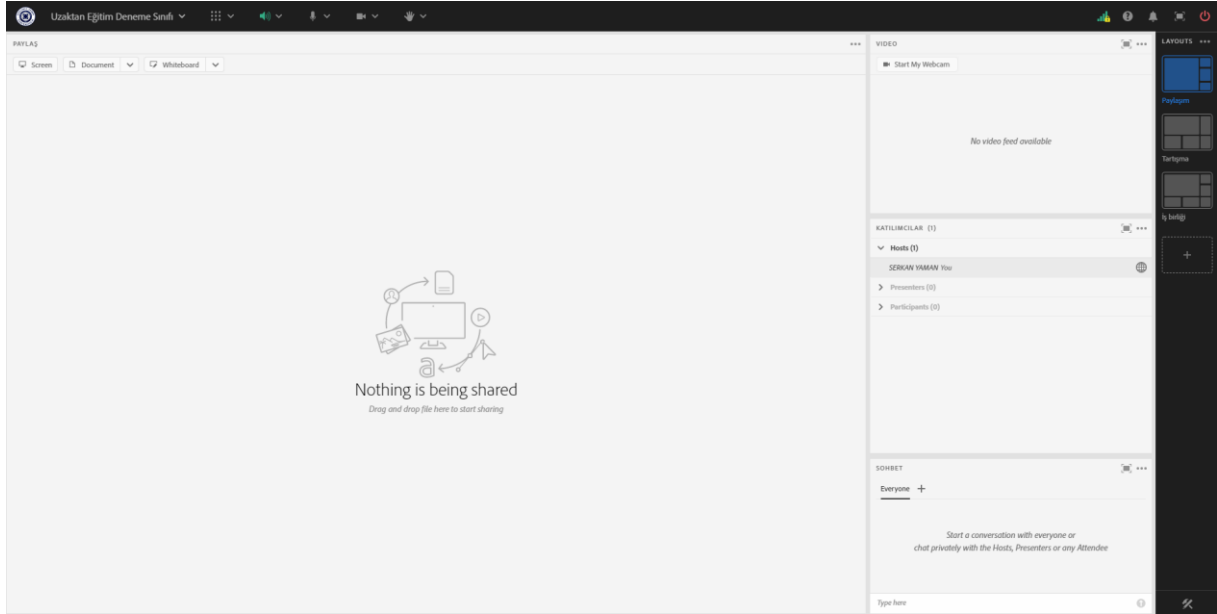 Uzaktan Eğitim Deneme Sınıfı
PAYLAŞ
Screen
Document
Whiteboard
Nothing is being shared
Drag and drop file here to start sharing
VIDEO
Start My Webcam
No video feed available
KATILIMCILAR (1)
Hosts (1)
SERKAN YAMAN You
Presenters (0)
Participants (0)
SOHBET
Everyone
Start a conversation with everyone or
chat privately with the Hosts, Presenters or any Attendee
Type here
LAYOUTS
Paylaşım
Tartışma
İş birliği